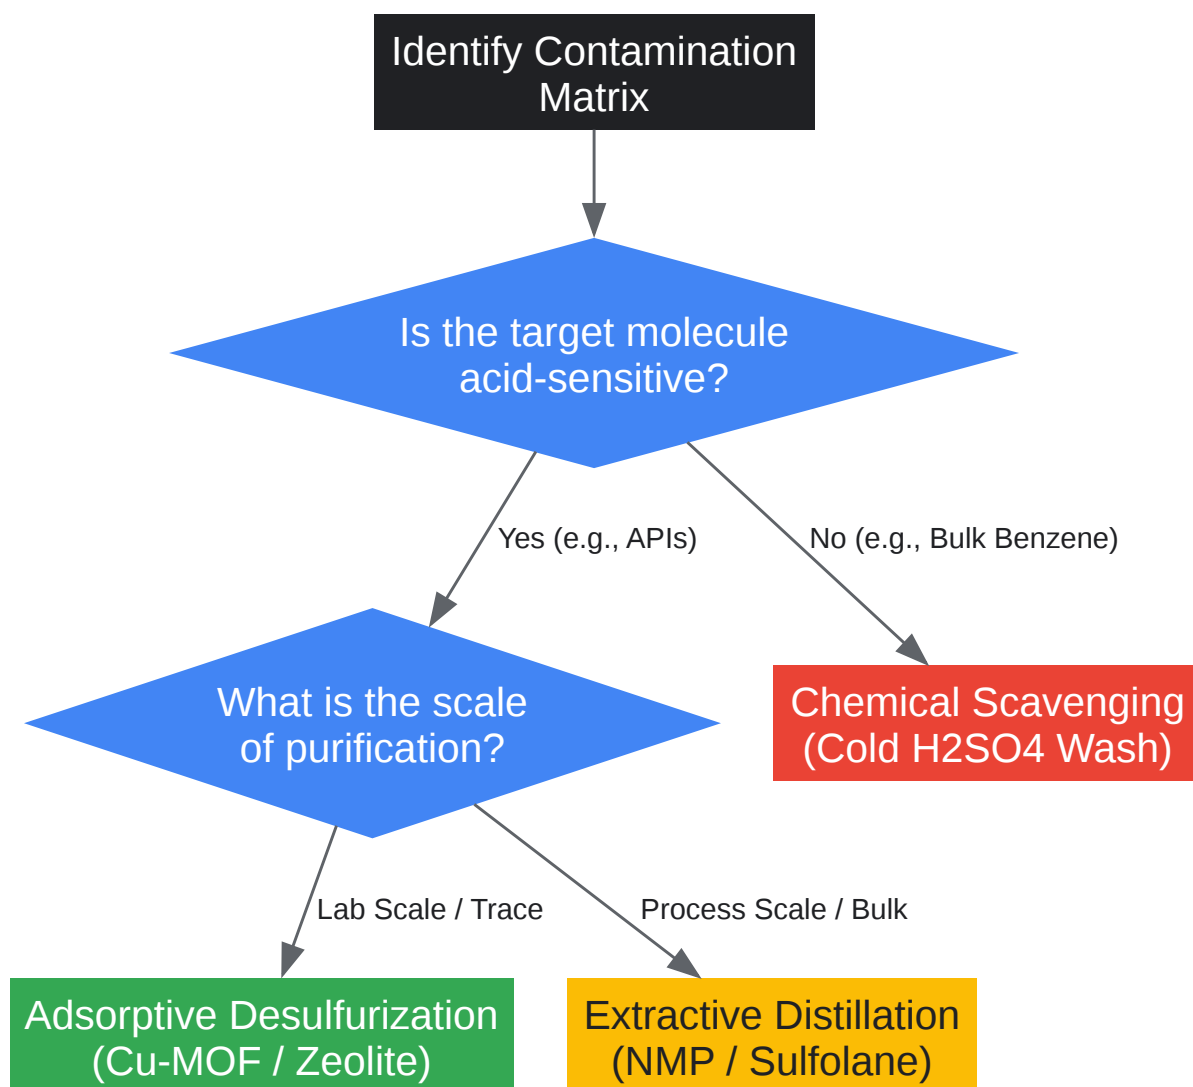 Identify Contamination
Matrix
Is the target molecule
acid-sensitive?
Yes (e.g., APIs)
No (e.g., Bulk Benzene)
What is the scale
of purification?
Chemical Scavenging
(Cold H2SO4 Wash)
Lab Scale / Trace
Process Scale / Bulk
Adsorptive Desulfurization
(Cu-MOF / Zeolite)
Extractive Distillation
(NMP / Sulfolane)